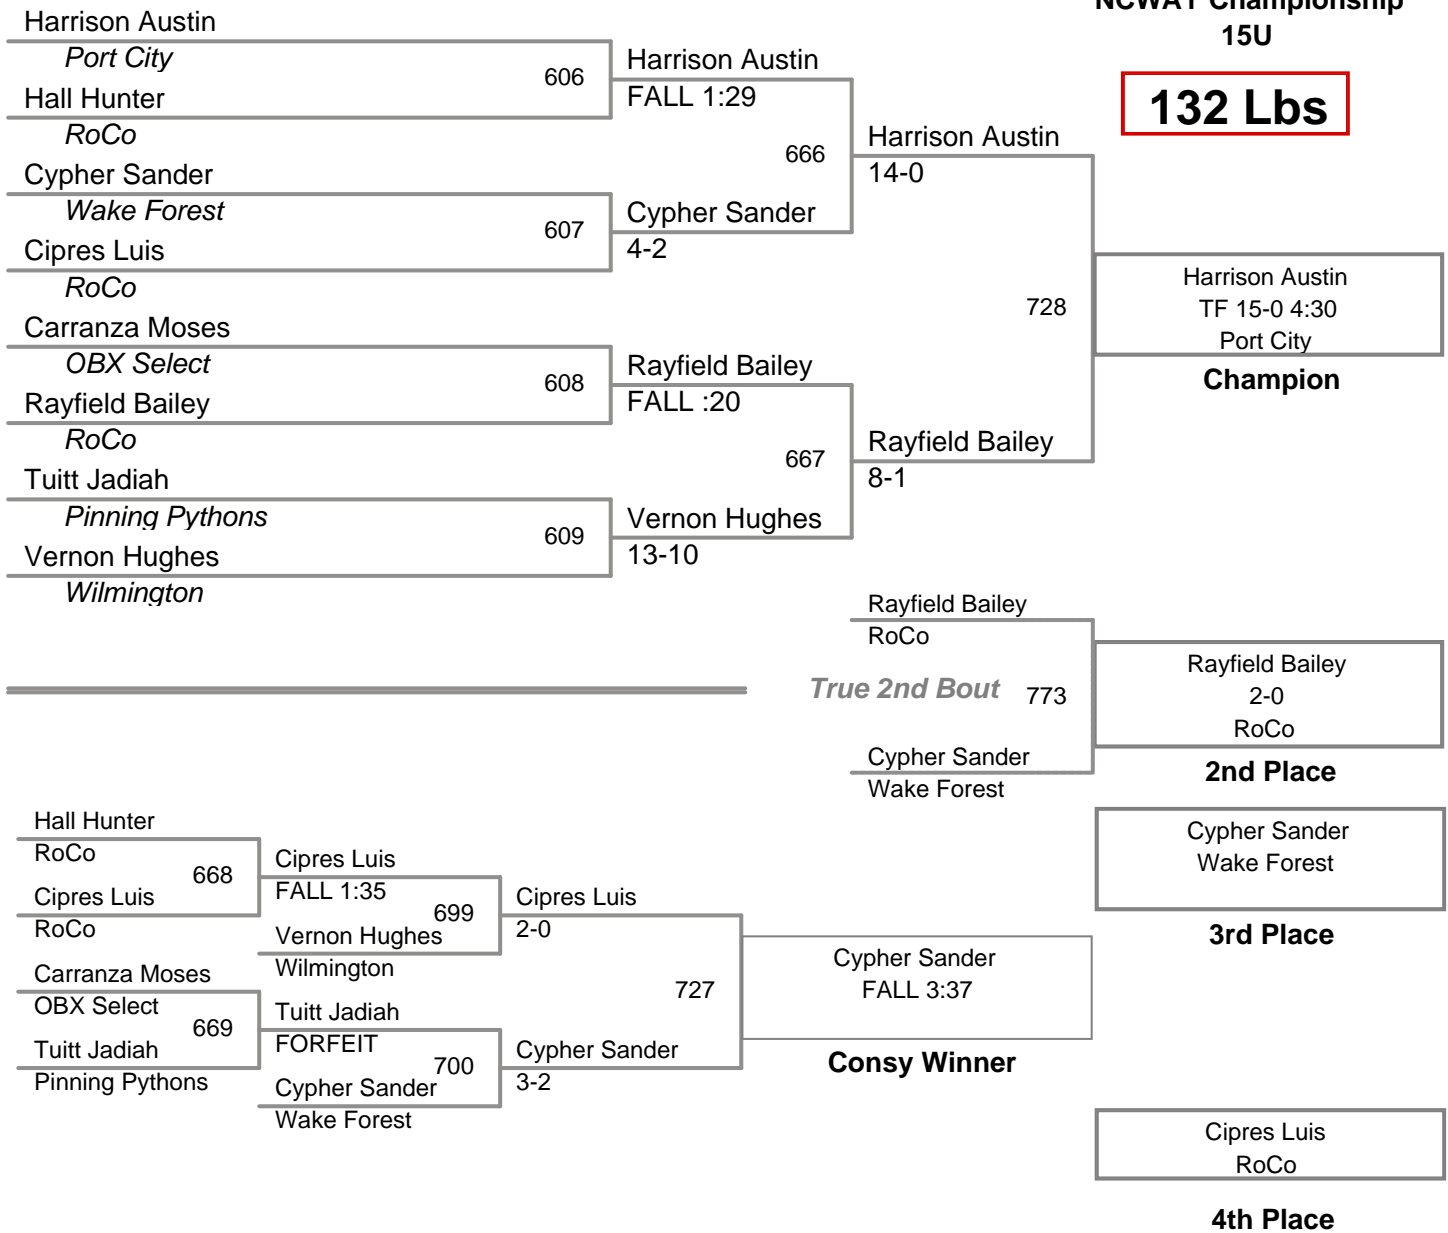 NCWAY Championship
15U
132 Lbs
Harrison Austin
Port City
606
Hall Hunter
RoCo
Cypher Sander
Wake Forest
607
Cipres Luis
RoCo
Carranza Moses
OBX Select
608
Rayfield Bailey
RoCo
Tuitt Jadiah
Pinning Pythons
609
Vernon Hughes
Wilmington
Harrison Austin
FALL 1:29
666
Cypher Sander
4-2
Rayfield Bailey
FALL :20
667
Vernon Hughes
13-10
Harrison Austin
14-0
728
Rayfield Bailey
8-1
Harrison Austin
TF 15-0 4:30
Port City
Champion
Rayfield Bailey
RoCo
True 2nd Bout
773
Cypher Sander
Wake Forest
Rayfield Bailey
2-0
RoCo
2nd Place
Cypher Sander
Wake Forest
3rd Place
Hall Hunter
RoCo
668
Cipres Luis
RoCo
Carranza Moses
OBX Select
669
Tuitt Jadiah
Pinning Pythons
Cipres Luis
FALL 1:35
699
Vernon Hughes
Wilmington
Tuitt Jadiah
FORFEIT
700
Cypher Sander
Wake Forest
Cipres Luis
2-0
727
Cypher Sander
3-2
Cypher Sander
FALL 3:37
Consy Winner
Cipres Luis
RoCo
4th Place